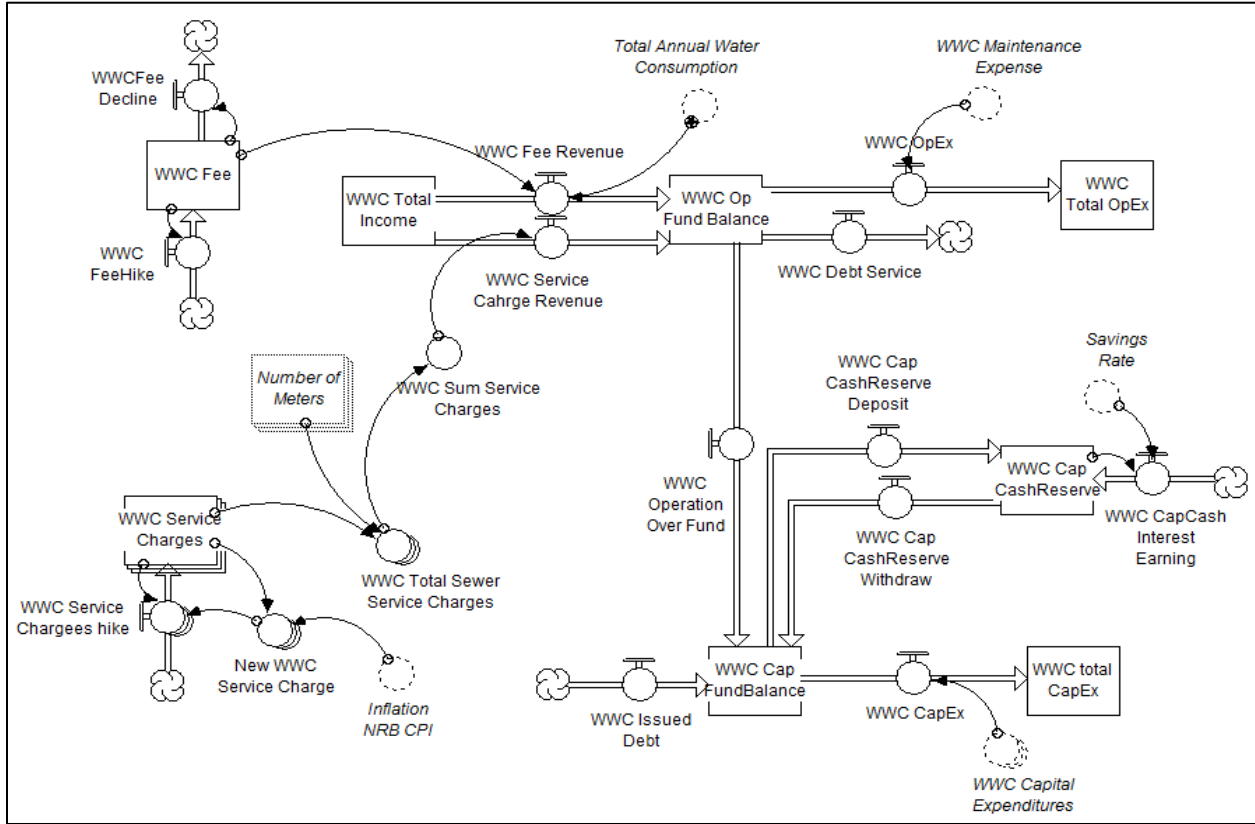 Total Annual Water
Consumption
WWC Maintenance
Expense
WWCFee
Decline
WWC Fee
WWC
FeeHike
WWC Fee Revenue
WWC Total
Income
WWC Op
Fund Balance
WWC OpEx
WWC
Total OpEx
WWC Debt Service
WWC Service
Cahrge Revenue
Number of
Meters
WWC Sum Service
Charges
WWC Cap
CashReserve
Deposit
Savings
Rate
WWC
Operation
Over Fund
WWC Cap
CashReserve
WWC Cap
CashReserve
Withdraw
WWC CapCash
Interest
Earning
WWC Service
Charges
WWC Total Sewer
Service Charges
WWC Service
Chargees hike
New WWC
Service Charge
Inflation
NRB CPI
WWC Issued
Debt
WWC Cap
FundBalance
WWC CapEx
WWC total
CapEx
WWC Capital
Expenditures